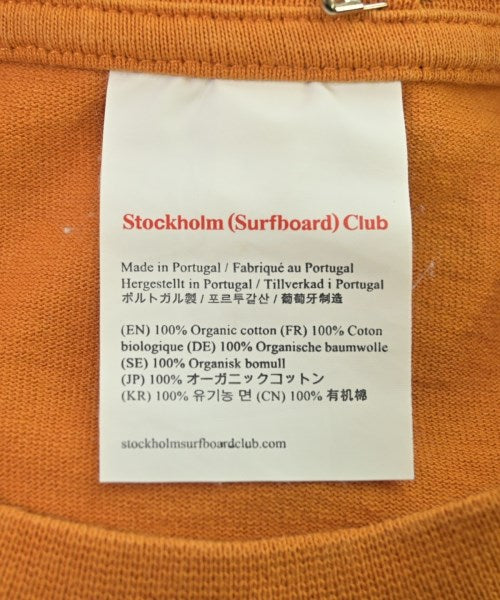 Stockholm (Surfboard) Club
Made in Portugal / Fabriqué au Portugal
Hergestellt in Portugal / Tillverkad i Portugal
ポルトガル製 / 포르투갈산 / 葡萄牙制造
(EN) 100% Organic cotton (FR) 100% Coton
biologique (DE) 100% Organische baumwolle
(SE) 100% Organisk bomull
(JP) 100% オーガニックコットン
(KR) 100% 유기농 면 (CN) 100% 有机棉
stockholmsurfboardclub.com